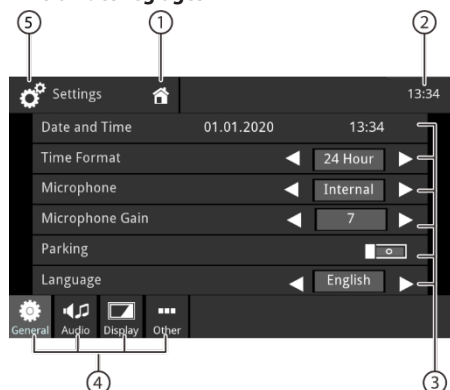 5 1 2
Settings 13:34
Date and Time 01.01.2020 13:34
Time Format 24 Hour
Microphone Internal
Microphone Gain 7
Parking
Language English
General Audio Display Other
4 3